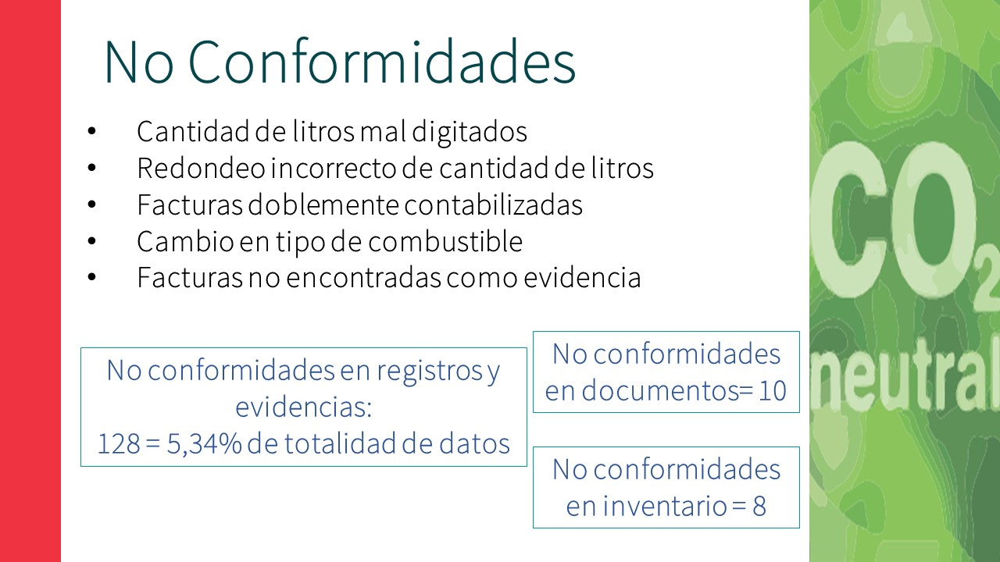 No Conformidades
• Cantidad de litros mal digitados
• Redondeo incorrecto de cantidad de litros
• Facturas doblemente contabilizadas
• Cambio en tipo de combustible
• Facturas no encontradas como evidencia
No conformidades en registros y
evidencias:
128 = 5,34% de totalidad de datos
No conformidades
en documentos= 10
No conformidades
en inventario = 8
CO2
neutral